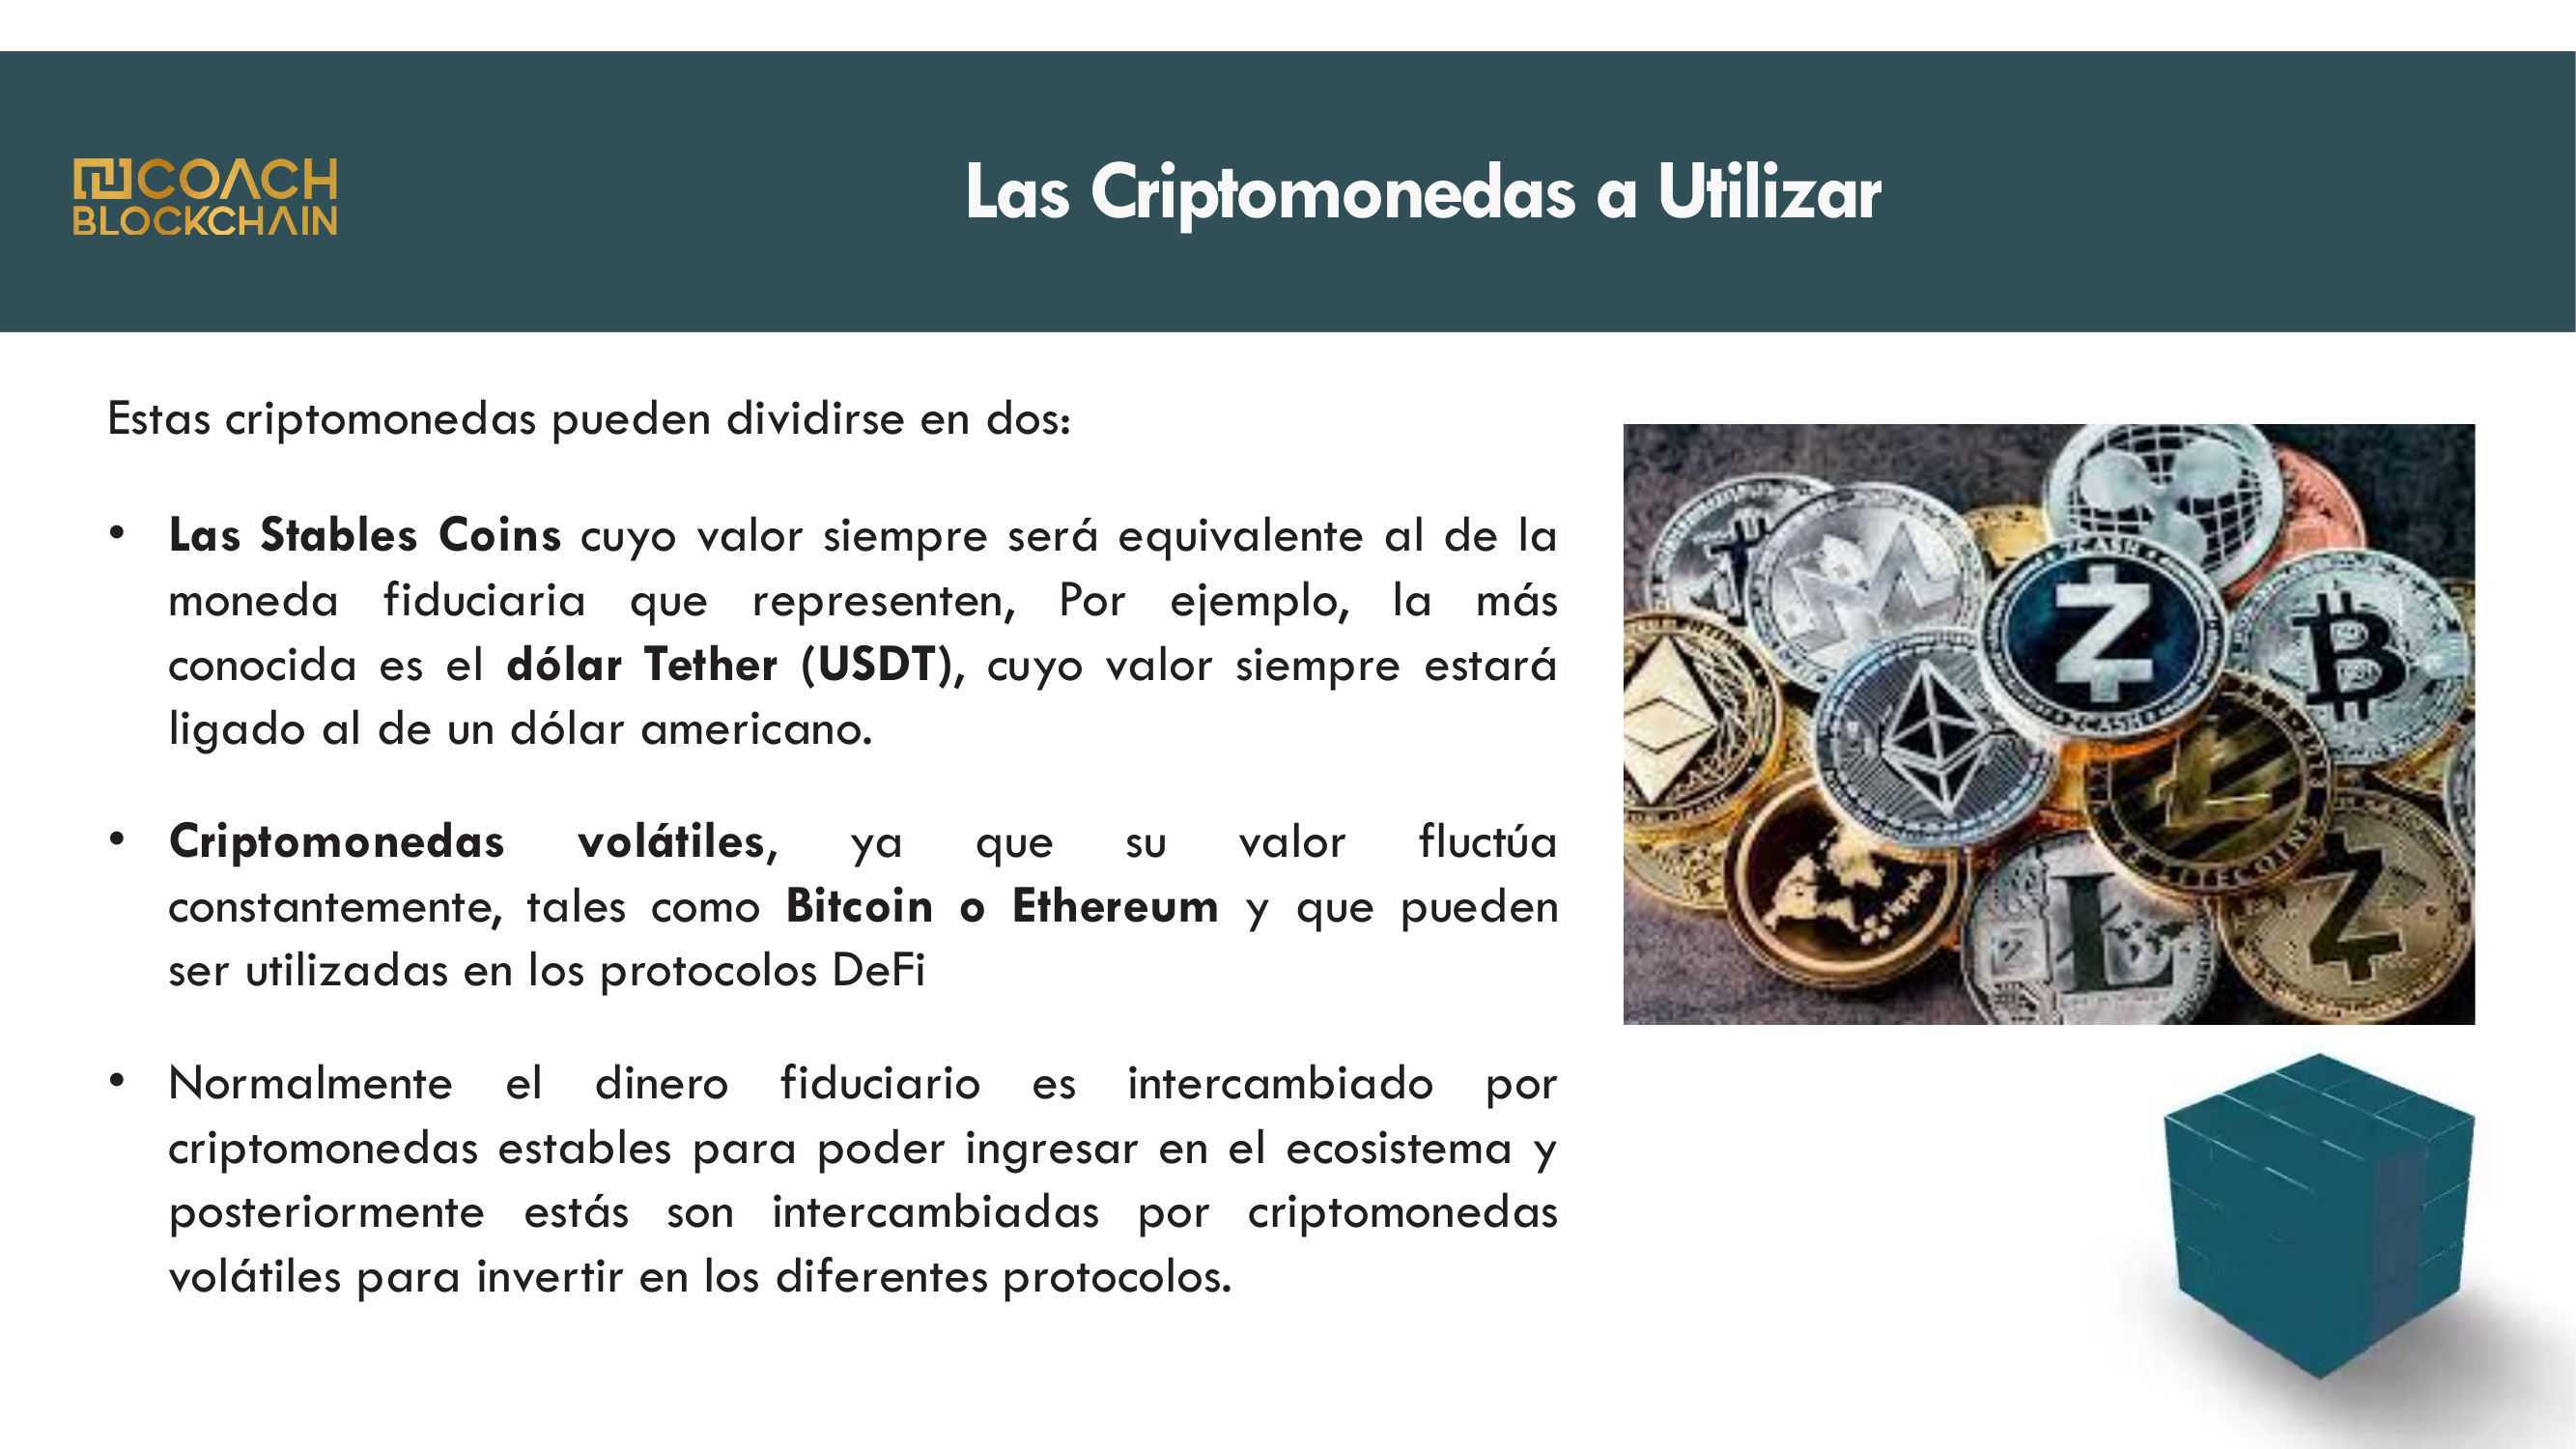 COACH
BLOCKCHAIN
Las Criptomonedas a Utilizar
Estas criptomonedas pueden dividirse en dos:
• Las Stables Coins cuyo valor siempre será equivalente al de la
moneda fiduciaria que representen, Por ejemplo, la más
conocida es el dólar Tether (USDT), cuyo valor siempre estará
ligado al de un dólar americano.
• Criptomonedas volátiles, ya que su valor fluctúa
constantemente, tales como Bitcoin o Ethereum y que pueden
ser utilizadas en los protocolos DeFi
• Normalmente el dinero fiduciario es intercambiado por
criptomonedas estables para poder ingresar en el ecosistema y
posteriormente estás son intercambiadas por criptomonedas
volátiles para invertir en los diferentes protocolos.
ripple